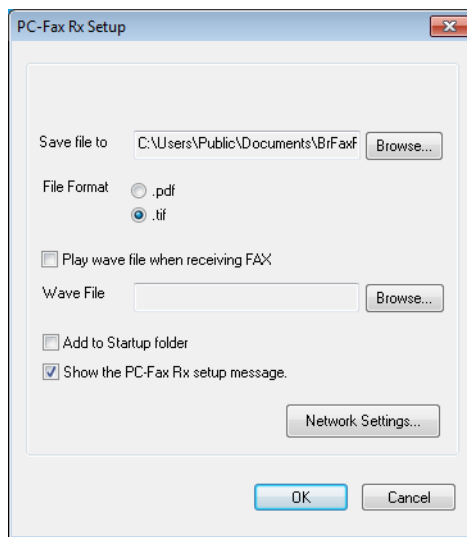 PC-Fax Rx Setup
Save file to C:\Users\Public\Documents\BrFaxF Browse...
File Format .pdf
.tif
Play wave file when receiving FAX
Wave File Browse...
Add to Startup folder
Show the PC-Fax Rx setup message.
Network Settings...
OK Cancel